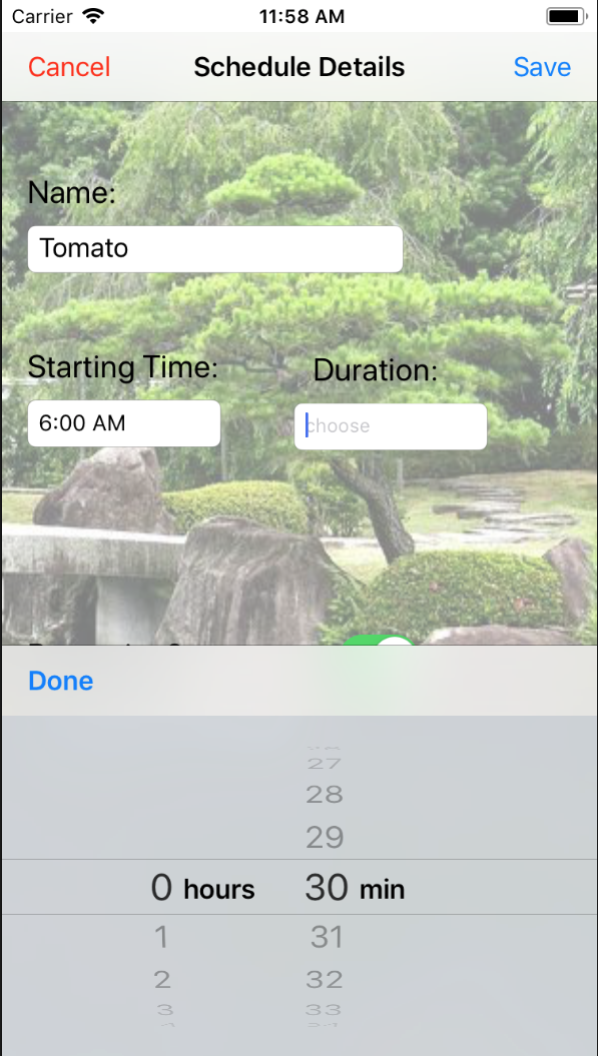 Carrier 11:58 AM
Cancel Schedule Details Save
Name:
Tomato
Starting Time: Duration:
6:00 AM choose
Done
27
28
29
0 hours 30 min
1 31
2 32
3 33